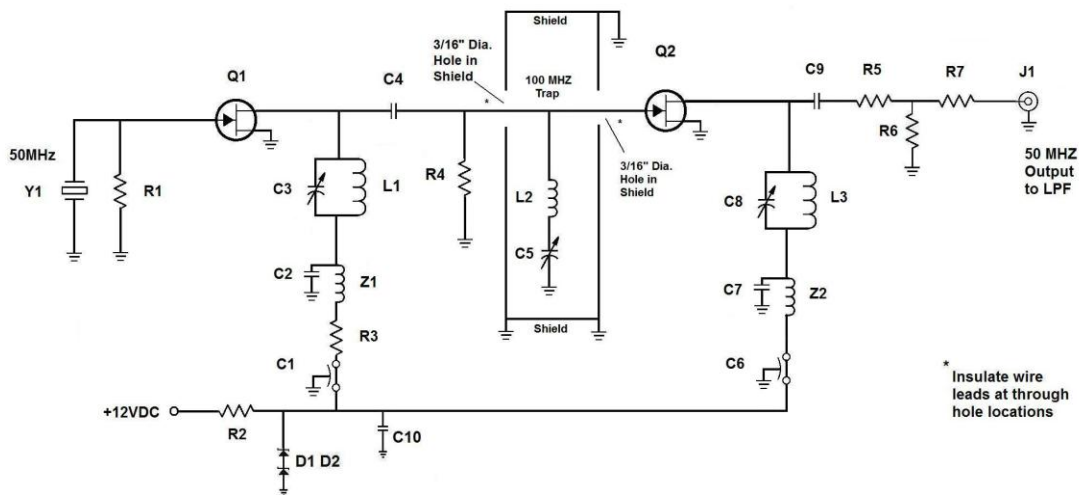 Shield
3/16" Dia.
Hole in
Shield
Q1
C4
*
100 MHZ
Trap
*
Q2
C9
R5
R7
J1
R6
50MHz
Y1
R1
C3
L1
R4
L2
3/16" Dia.
Hole in
Shield
C8
L3
50 MHZ
Output
to LPF
C5
C2
Z1
C7
Z2
R3
Shield
C1
C6
* Insulate wire
leads at through
hole locations
+12VDC
R2
C10
D1 D2